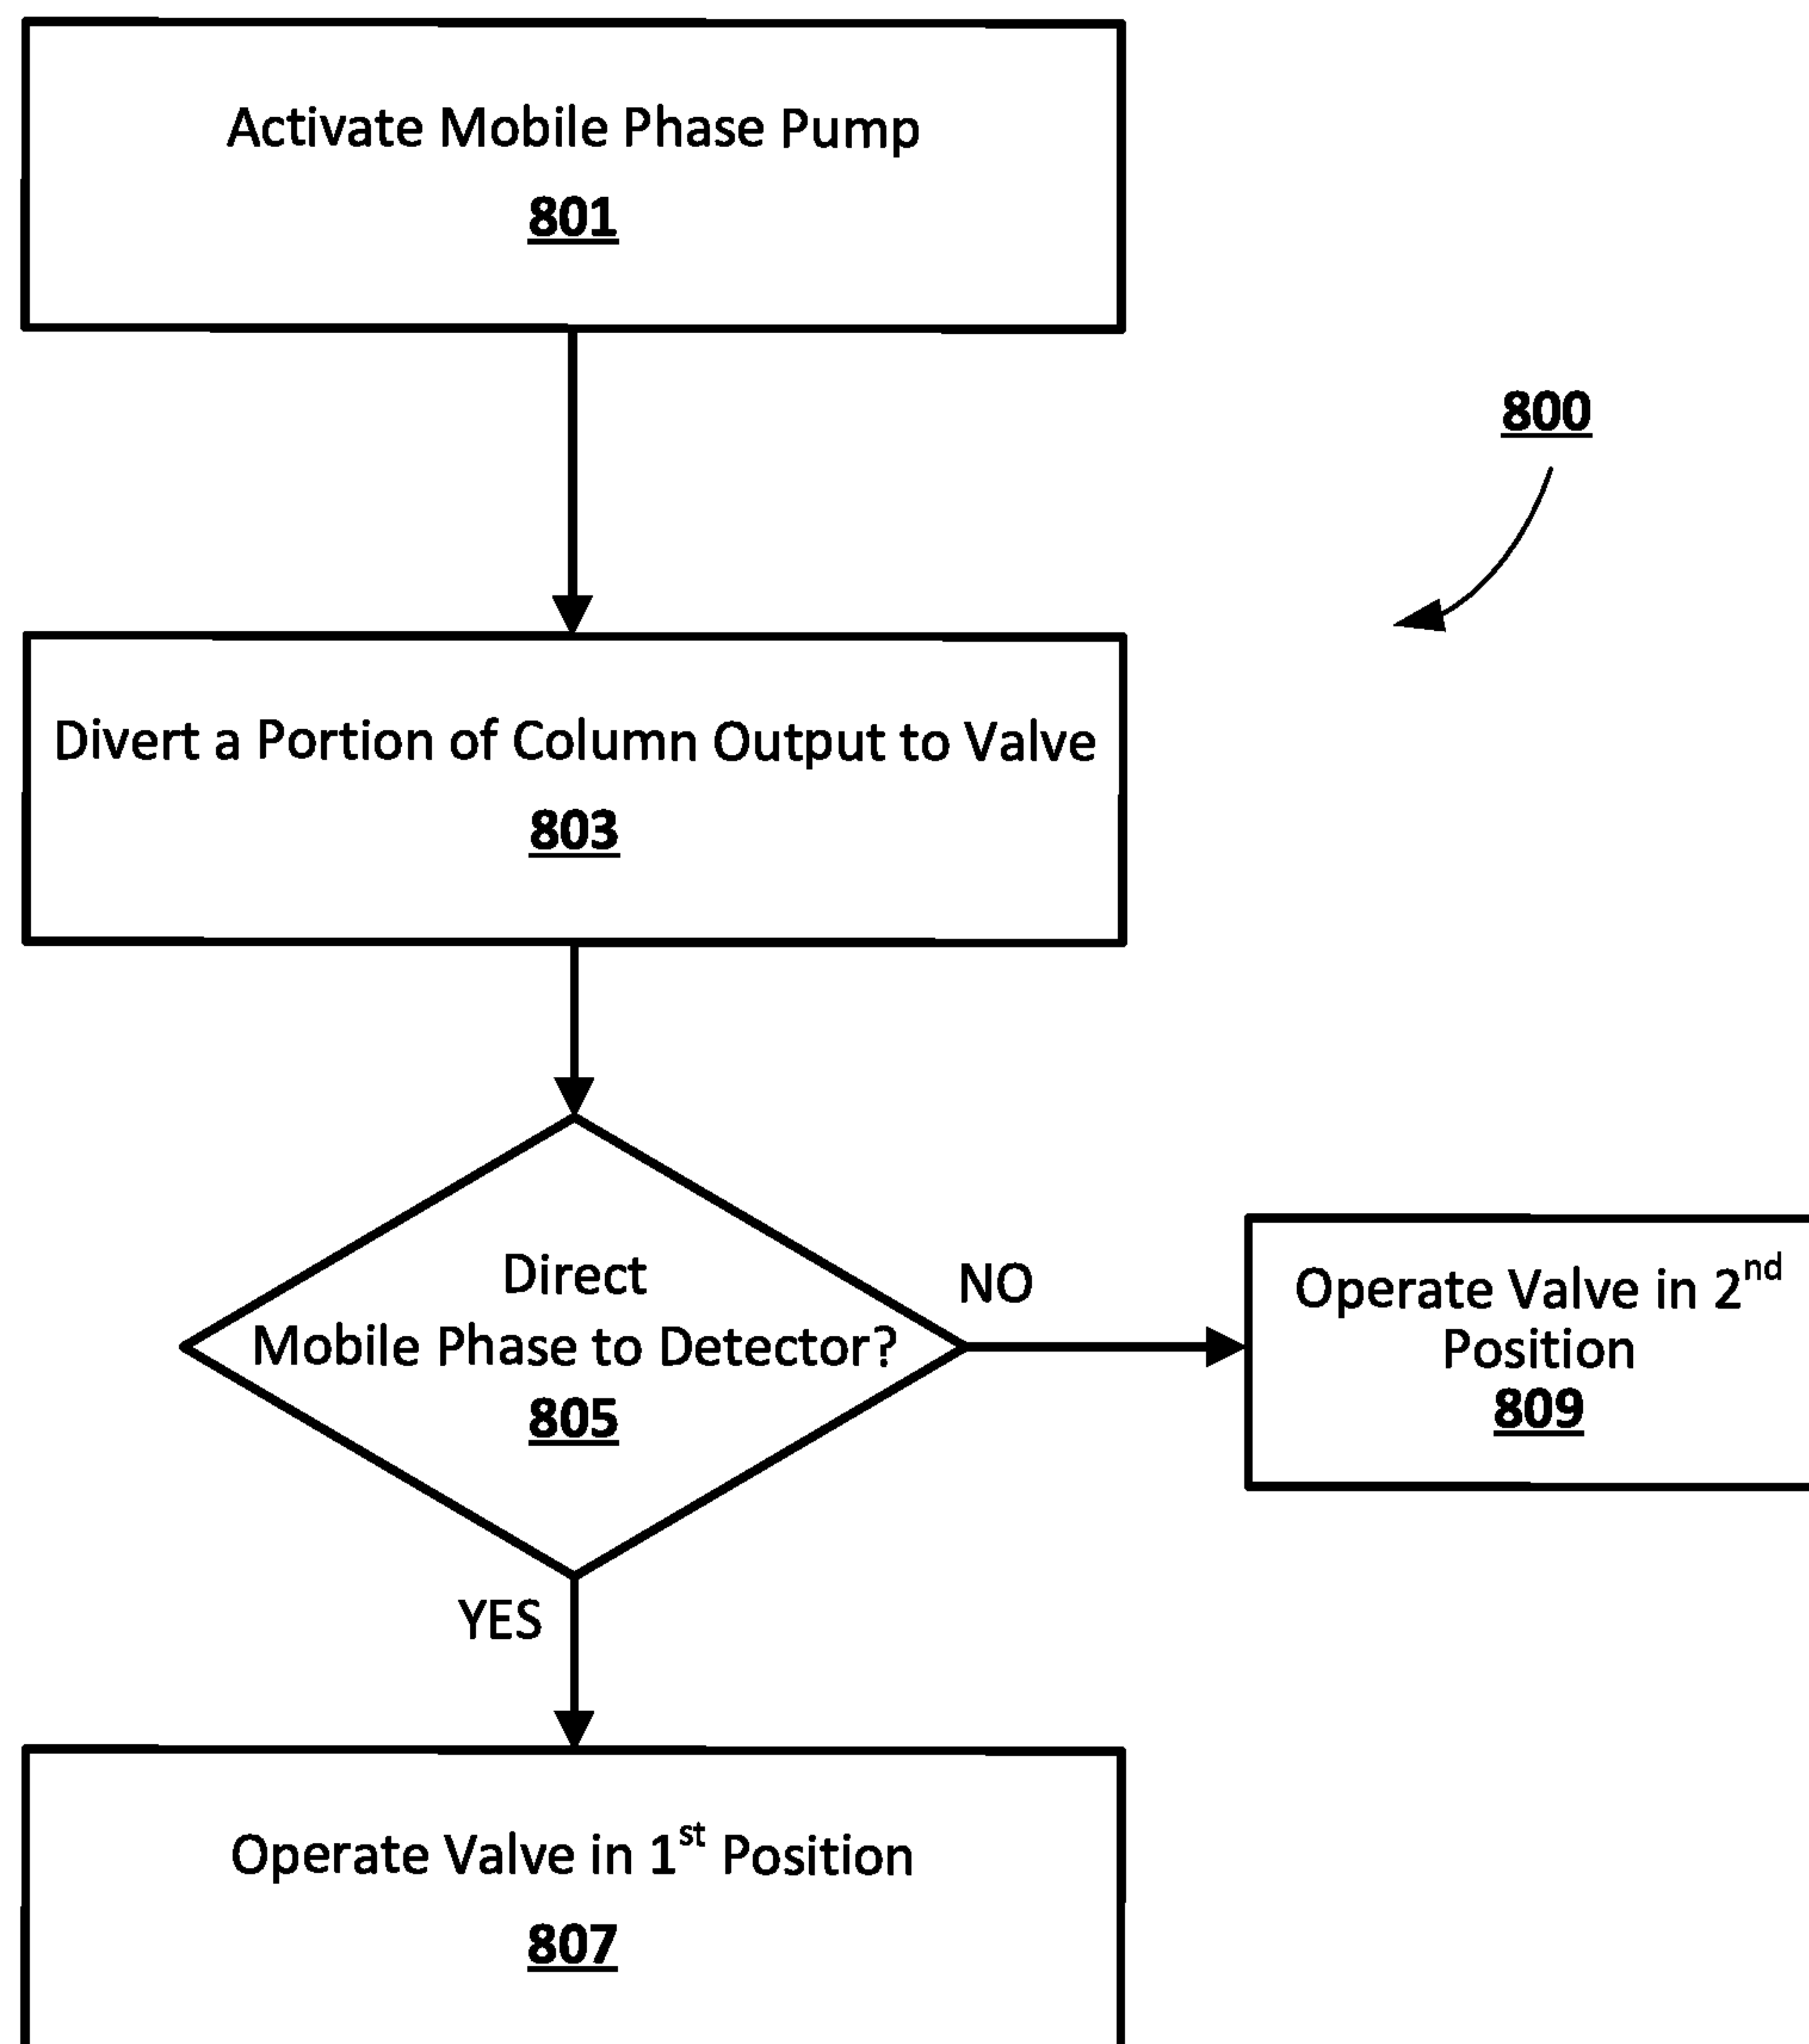 Activate Mobile Phase Pump
801
800
Divert a Portion of Column Output to Valve
803
Direct
Mobile Phase to Detector?
805
NO
Operate Valve in 2nd
Position
809
YES
Operate Valve in 1st Position
807